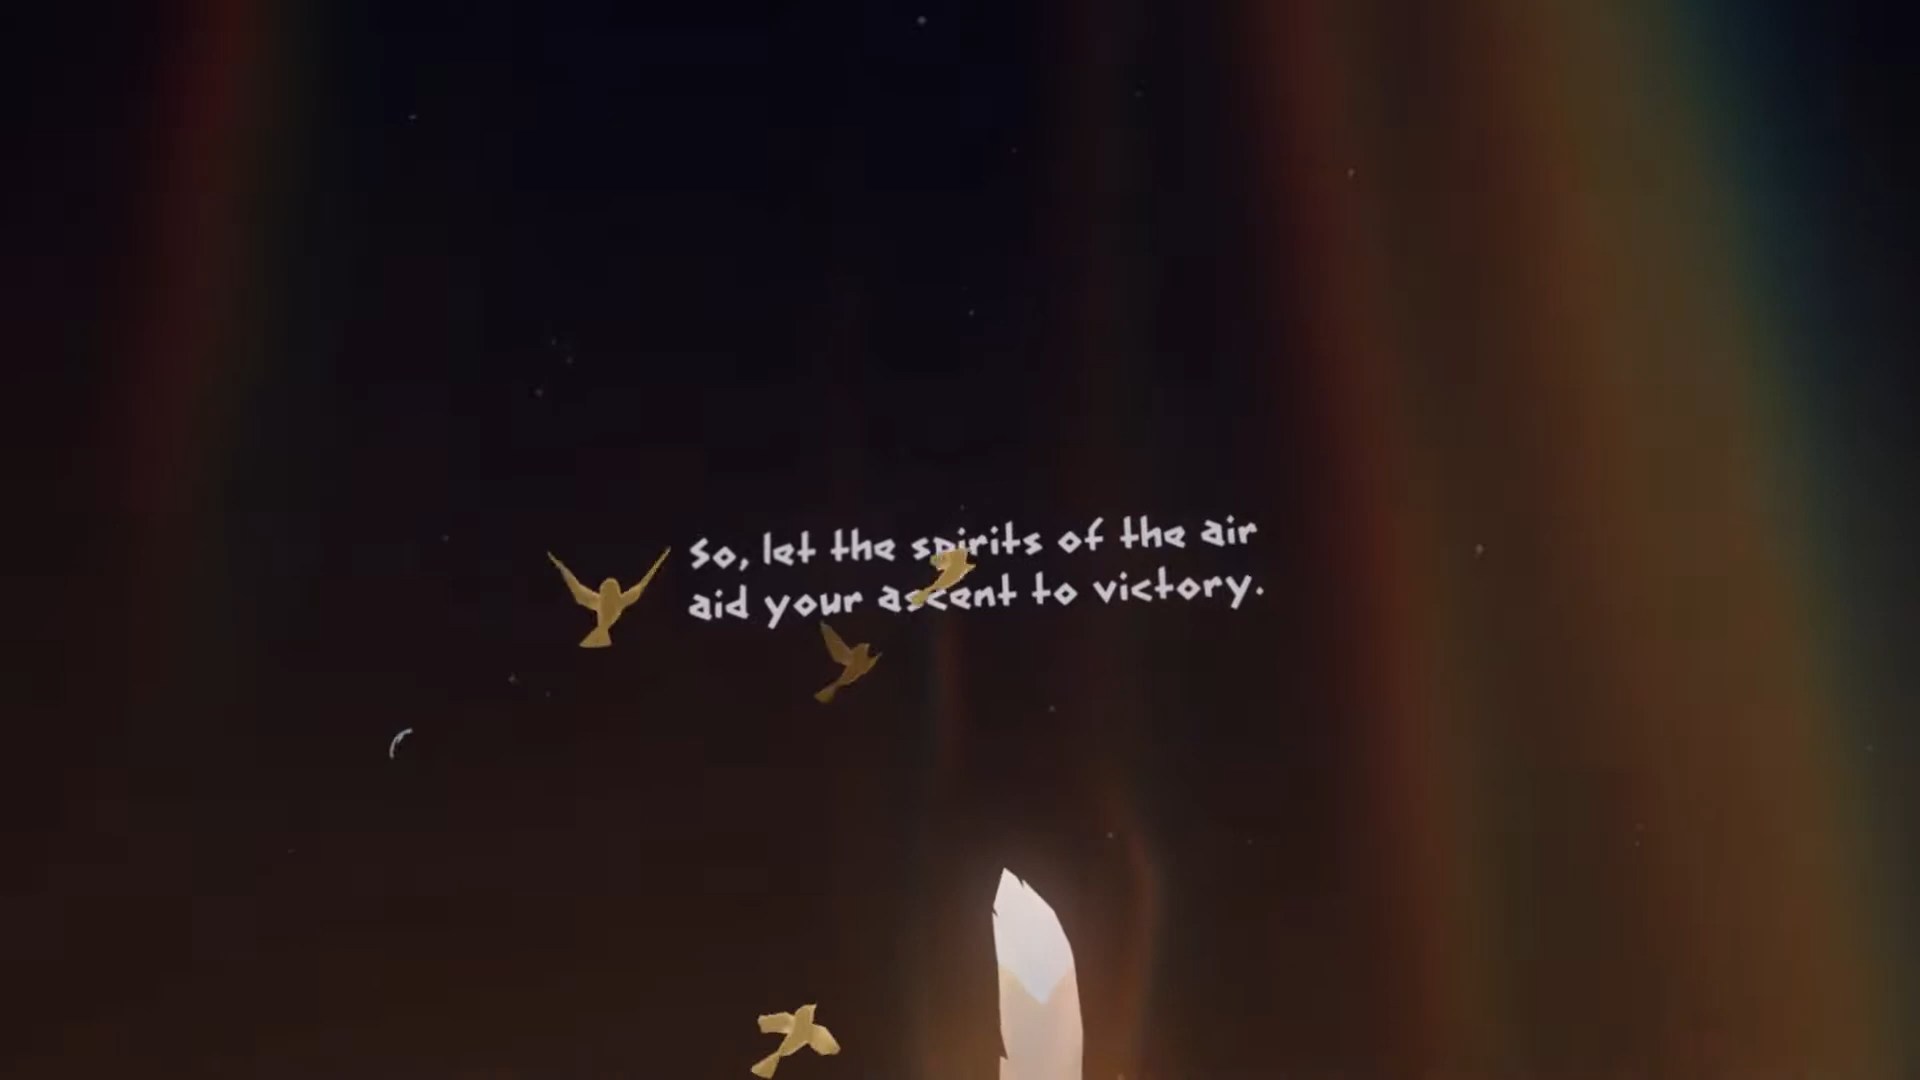 So, let the spirits of the air
aid your ascent to victory.